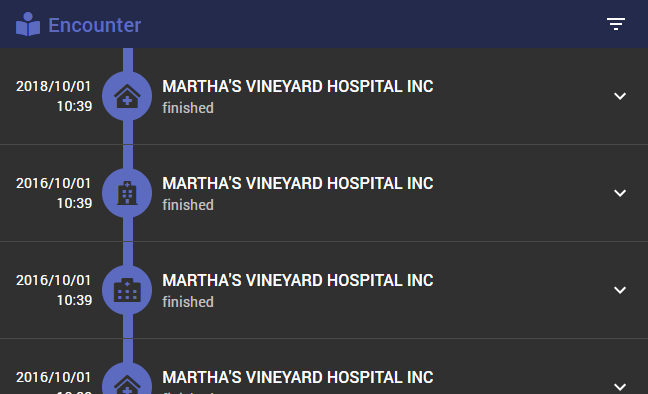 Encounter
2018/10/01
10:39
MARTHA'S VINEYARD HOSPITAL INC
finished
2016/10/01
10:39
MARTHA'S VINEYARD HOSPITAL INC
finished
2016/10/01
10:39
MARTHA'S VINEYARD HOSPITAL INC
finished
2016/10/01
MARTHA'S VINEYARD HOSPITAL INC